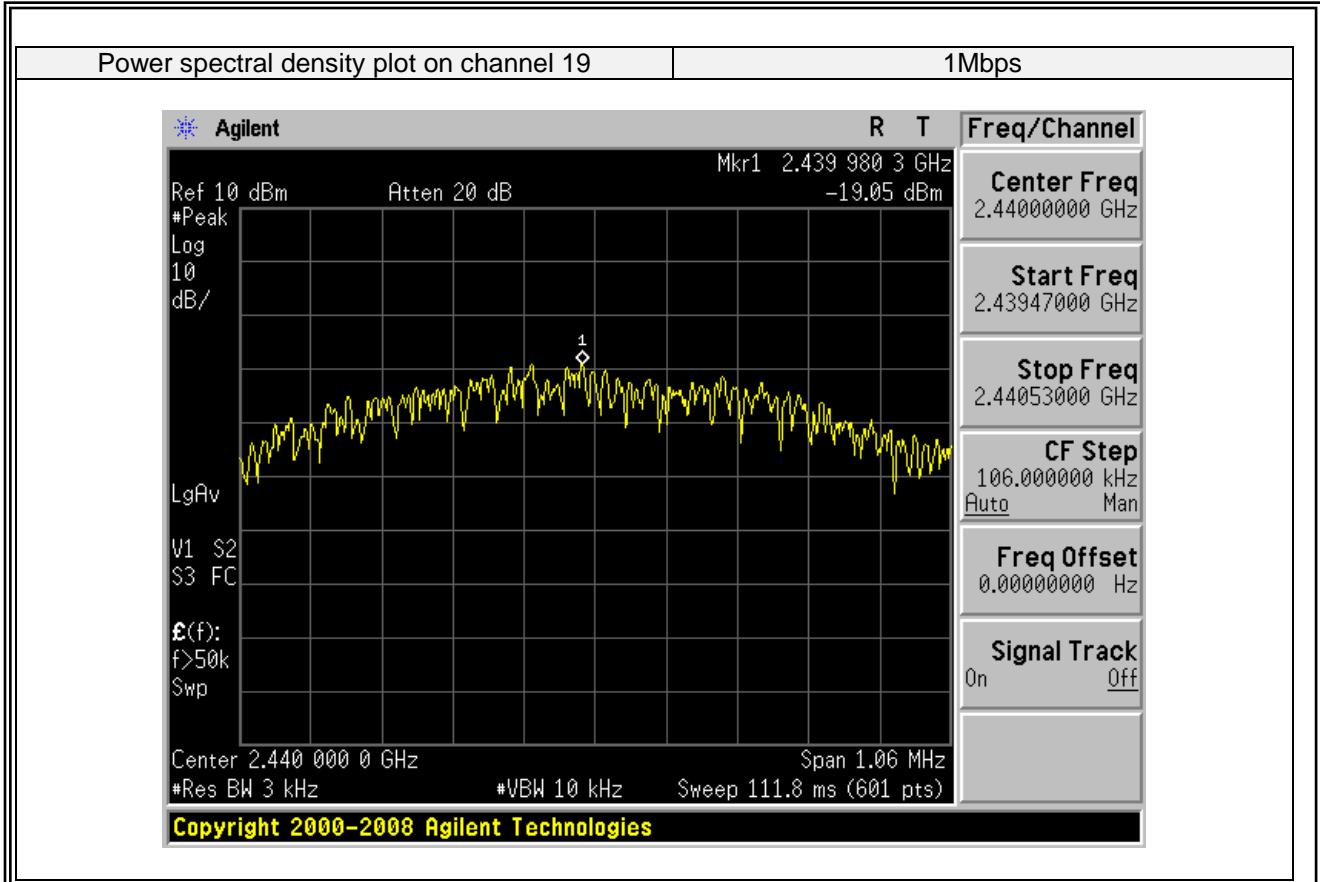 Power spectral density plot on channel 19 1Mbps
Agilent R T Freq/Channel
Mkr1 2.439 980 3 GHz
Ref 10 dBm Atten 20 dB -19.05 dBm
#Peak
Log
10
dB/
1
LgAv
V1 S2
S3 FC
£(f):
f>50k
Swp
Center 2.440 000 0 GHz Span 1.06 MHz
#Res BW 3 kHz #VBW 10 kHz Sweep 111.8 ms (601 pts)
Center Freq
2.44000000 GHz
Start Freq
2.43947000 GHz
Stop Freq
2.44053000 GHz
CF Step
106.000000 kHz
Auto Man
Freq Offset
0.00000000 Hz
Signal Track
On Off
Copyright 2000-2008 Agilent Technologies